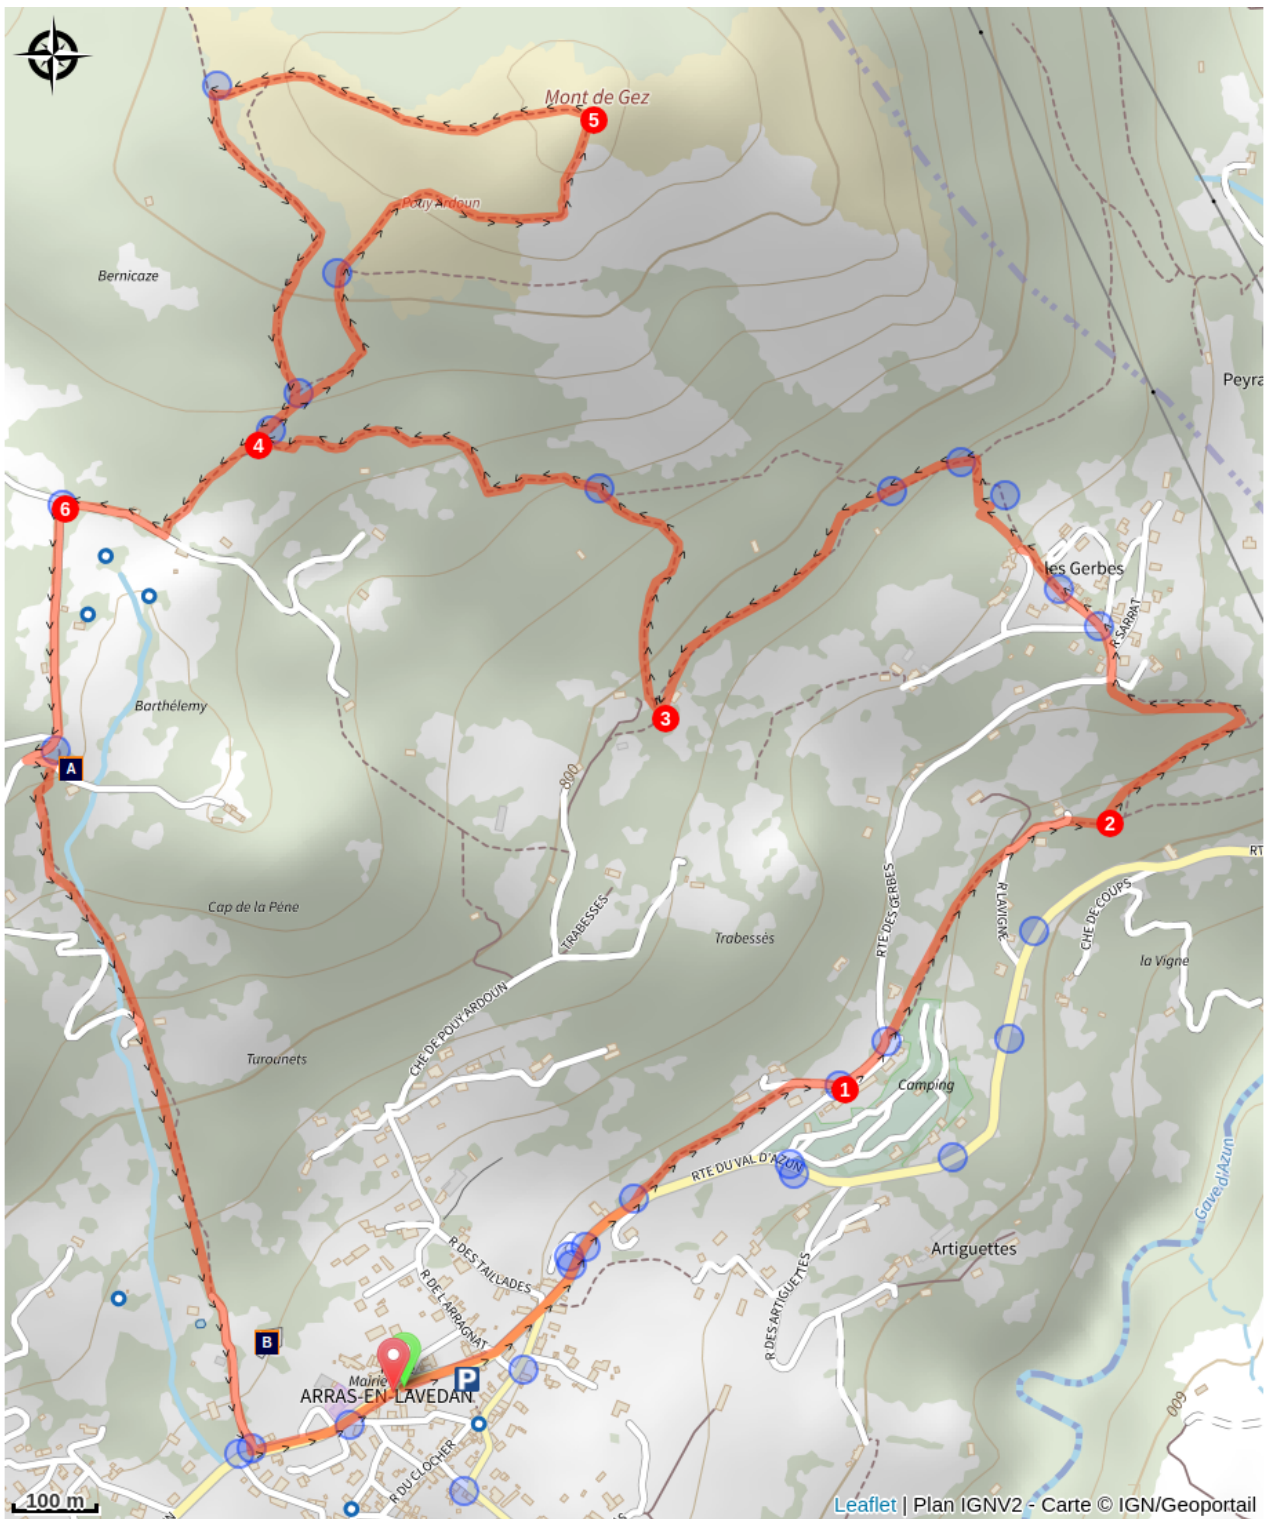 Mont de Gez
5
Pouy Ardoun
Bernicaze
Peyra
4
6
les Gerbes
R SARRAT
Barthélemy
3
A
800
2
RT
RTE DES GERBES
R LAVIGNE
CHE DE COUPS
Cap de la Pène
TRABESSES
Trabessès
la Vigne
CHE DE POUY ARDOUN
Turounets
1
Camping
RTE DU VAL D'AZUN
Gave d'Azun
R DES TAILLADES
Artiguettes
R DE L'ARRAGNAT
R DES ARTIGUETTES
B
Mairie
P
ARRAS-EN-LAVEDAN
600
R DU CLOCHER
100 m
Leaflet | Plan IGNV2 - Carte © IGN/Geoportail